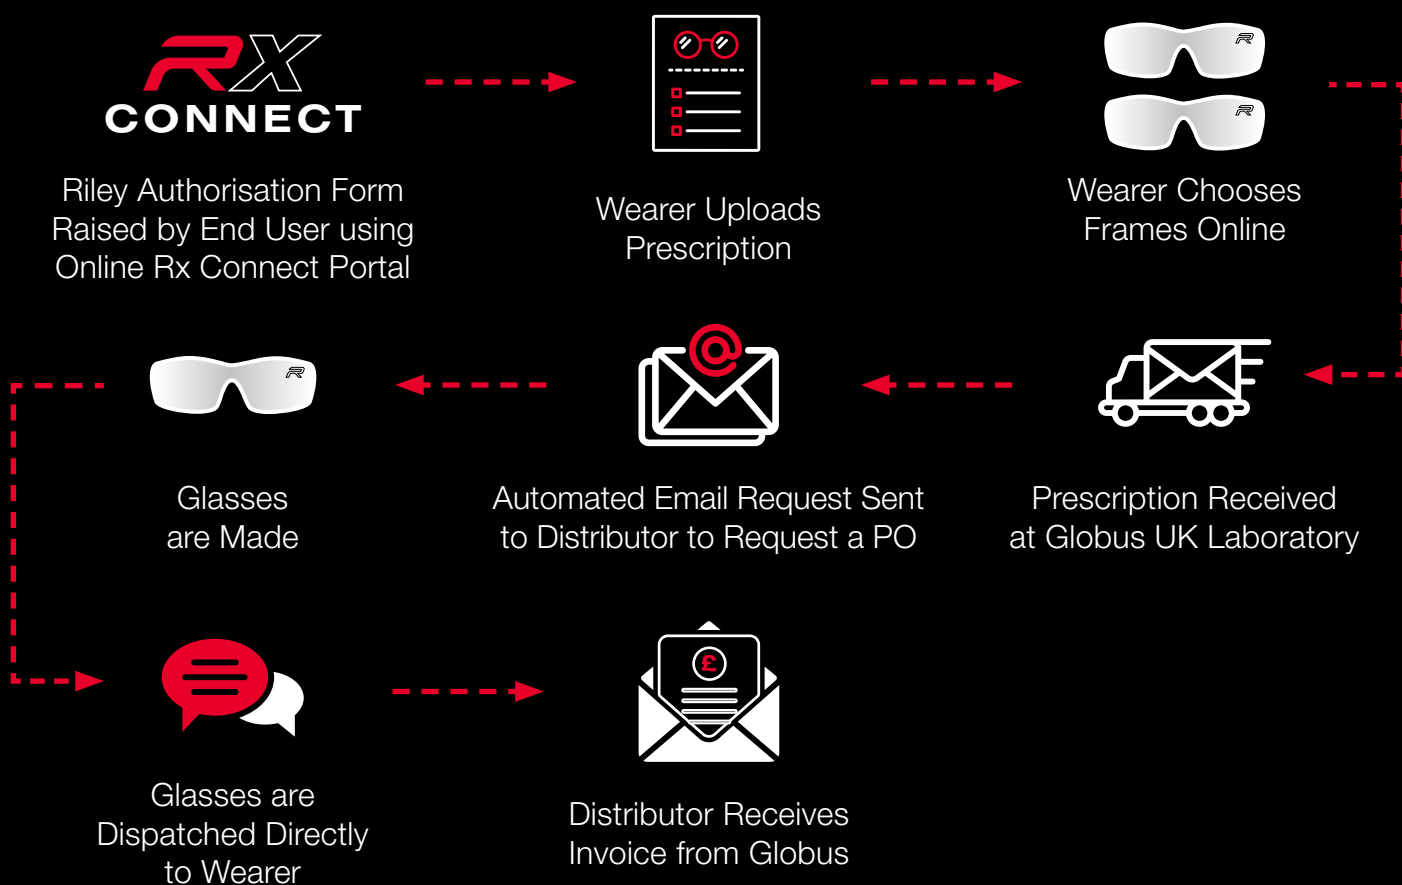 RX
CONNECT
Riley Authorisation Form
Raised by End User using
Online Rx Connect Portal
Wearer Uploads
Prescription
R
R
Wearer Chooses
Frames Online
R
Glasses
are Made
@
Automated Email Request Sent
to Distributor to Request a PO
Prescription Received
at Globus UK Laboratory
Glasses are
Dispatched Directly
to Wearer
£
Distributor Receives
Invoice from Globus